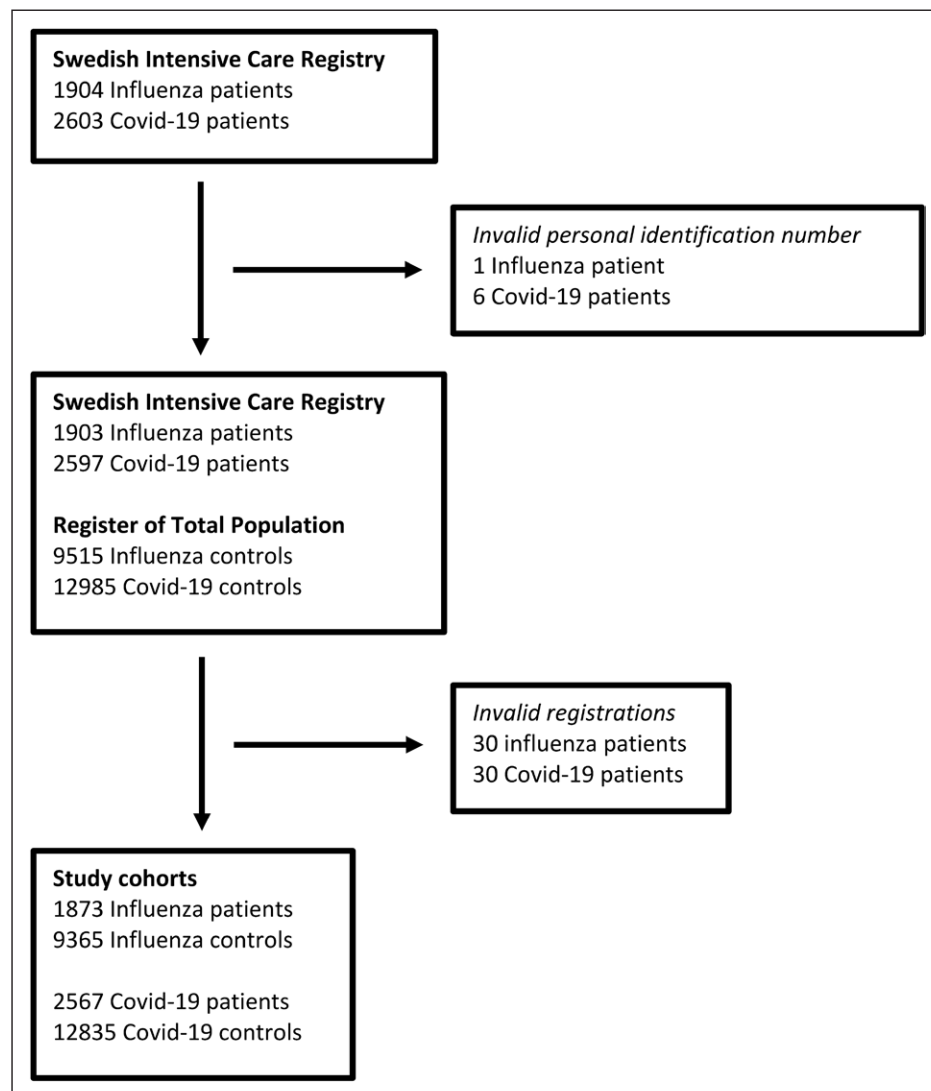 Swedish Intensive Care Registry
1904 Influenza patients
2603 Covid-19 patients
Invalid personal identification number
1 Influenza patient
6 Covid-19 patients
Swedish Intensive Care Registry
1903 Influenza patients
2597 Covid-19 patients
Register of Total Population
9515 Influenza controls
12985 Covid-19 controls
Invalid registrations
30 influenza patients
30 Covid-19 patients
Study cohorts
1873 Influenza patients
9365 Influenza controls
2567 Covid-19 patients
12835 Covid-19 controls